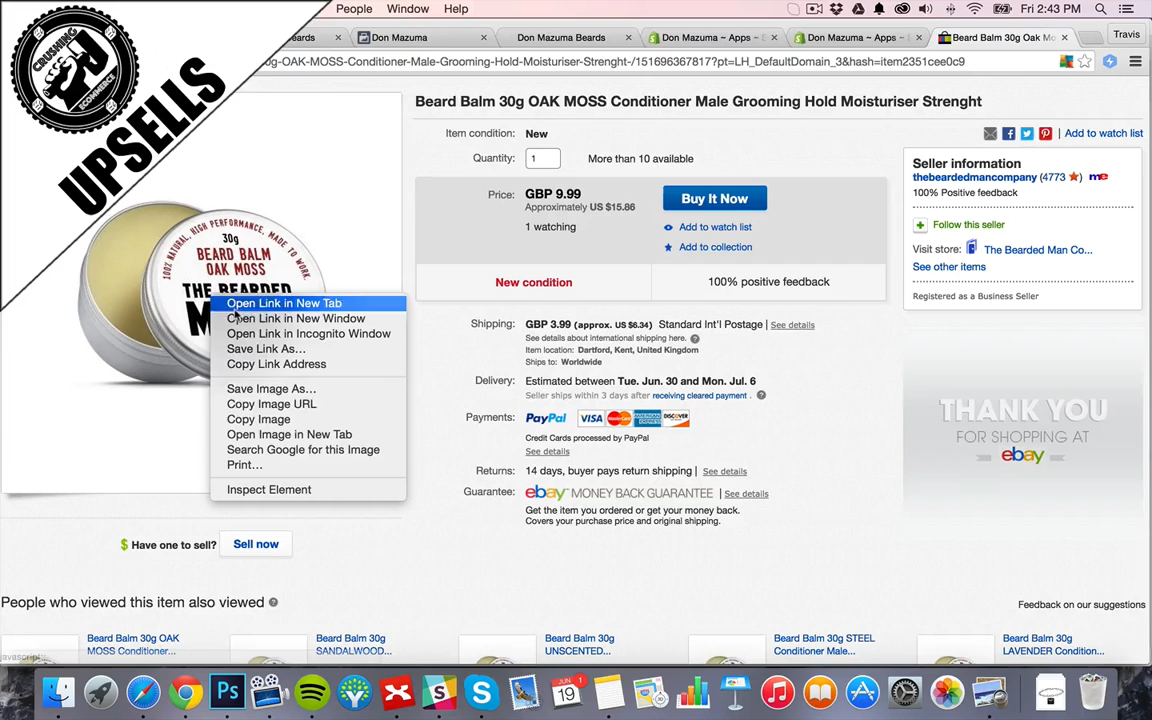 People Window Help
Fri 2:43 PM
CRUSHING
ECOMMERCE
UPSELLS
Don Mazuma
Don Mazuma Beards
Don Mazuma ~ Apps ~ S
Don Mazuma ~ Apps ~
Beard Balm 30g Oak Mo
Travis
0g-OAK-MOSS-Conditioner-Male-Grooming-Hold-Moisturiser-Strenght-/151696367817?pt=LH_DefaultDomain_3&hash=item2351cee0c9
Beard Balm 30g OAK MOSS Conditioner Male Grooming Hold Moisturiser Strenght
Item condition: New
Add to watch list
Quantity: 1 More than 10 available
Price: GBP 9.99
Approximately US $15.86
Buy It Now
1 watching
Add to watch list
Add to collection
New condition
100% positive feedback
Seller information
thebeardedmancompany (4773 ) me
100% Positive feedback
Follow this seller
Visit store: The Bearded Man Co...
See other items
Registered as a Business Seller
100% NATURAL, HIGH PERFORMANCE, MADE TO WORK.
30g
BEARD BALM
OAK MOSS
THE BEARDED
M
Open Link in New Tab
Open Link in New Window
Open Link in Incognito Window
Save Link As...
Copy Link Address
Save Image As...
Copy Image URL
Copy Image
Open Image in New Tab
Search Google for this Image
Print...
Inspect Element
Shipping: GBP 3.99 (approx. US $6.34) Standard Int'l Postage | See details
See details about international shipping here.
Item location: Dartford, Kent, United Kingdom
Ships to: Worldwide
Delivery: Estimated between Tue. Jun. 30 and Mon. Jul. 6
Seller ships within 3 days after receiving cleared payment .
Payments: PayPal VISA MasterCard AMERICAN EXPRESS DISCOVER
Credit Cards processed by PayPal
See details
Returns: 14 days, buyer pays return shipping | See details
Guarantee: ebay MONEY BACK GUARANTEE | See details
Get the item you ordered or get your money back.
Covers your purchase price and original shipping.
THANK YOU
FOR SHOPPING AT
ebay
$ Have one to sell? Sell now
People who viewed this item also viewed
Feedback on our suggestions
Beard Balm 30g OAK
MOSS Conditioner...
Beard Balm 30g
SANDALWOOD...
Beard Balm 30g
UNSCENTED...
Beard Balm 30g STEEL
Conditioner Male...
Beard Balm 30g
LAVENDER Condition...
Ps
JUN
19
1